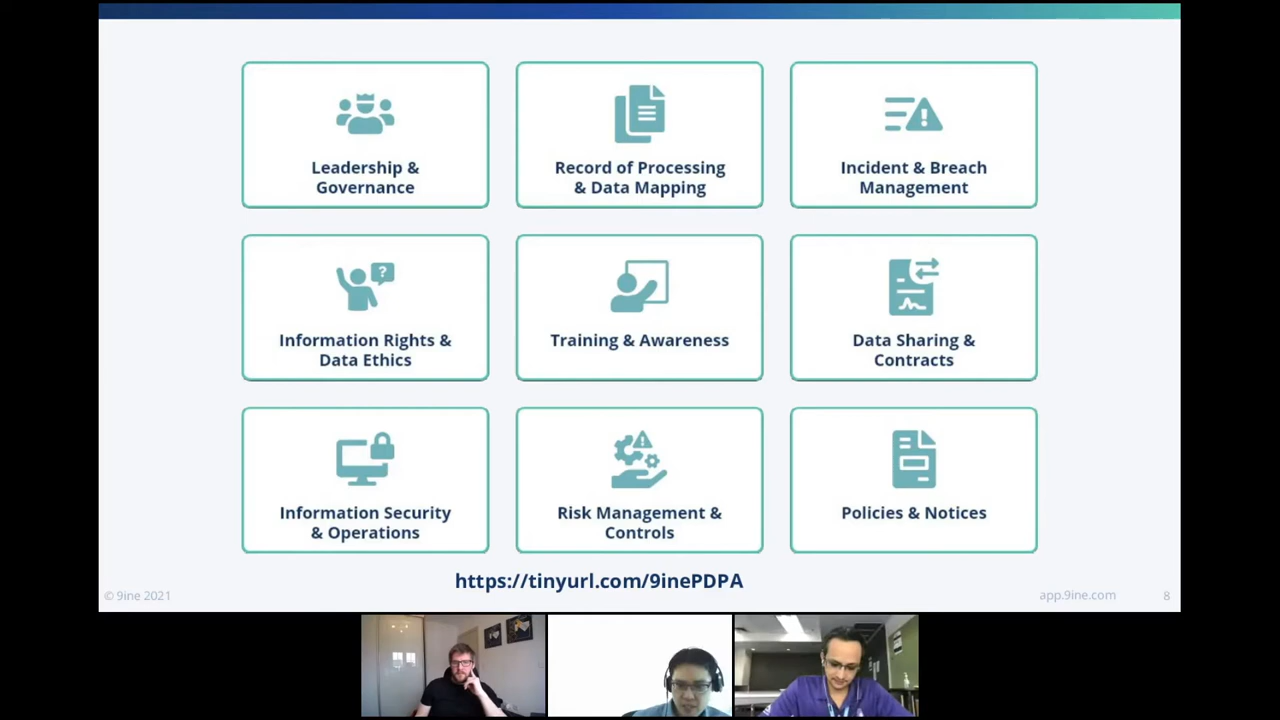 Leadership &
Governance
Record of Processing
& Data Mapping
Incident & Breach
Management
?
Information Rights &
Data Ethics
Training & Awareness
Data Sharing &
Contracts
Information Security
& Operations
Risk Management &
Controls
Policies & Notices
https://tinyurl.com/9inePDPA
© 9ine 2021
app.9ine.com
8